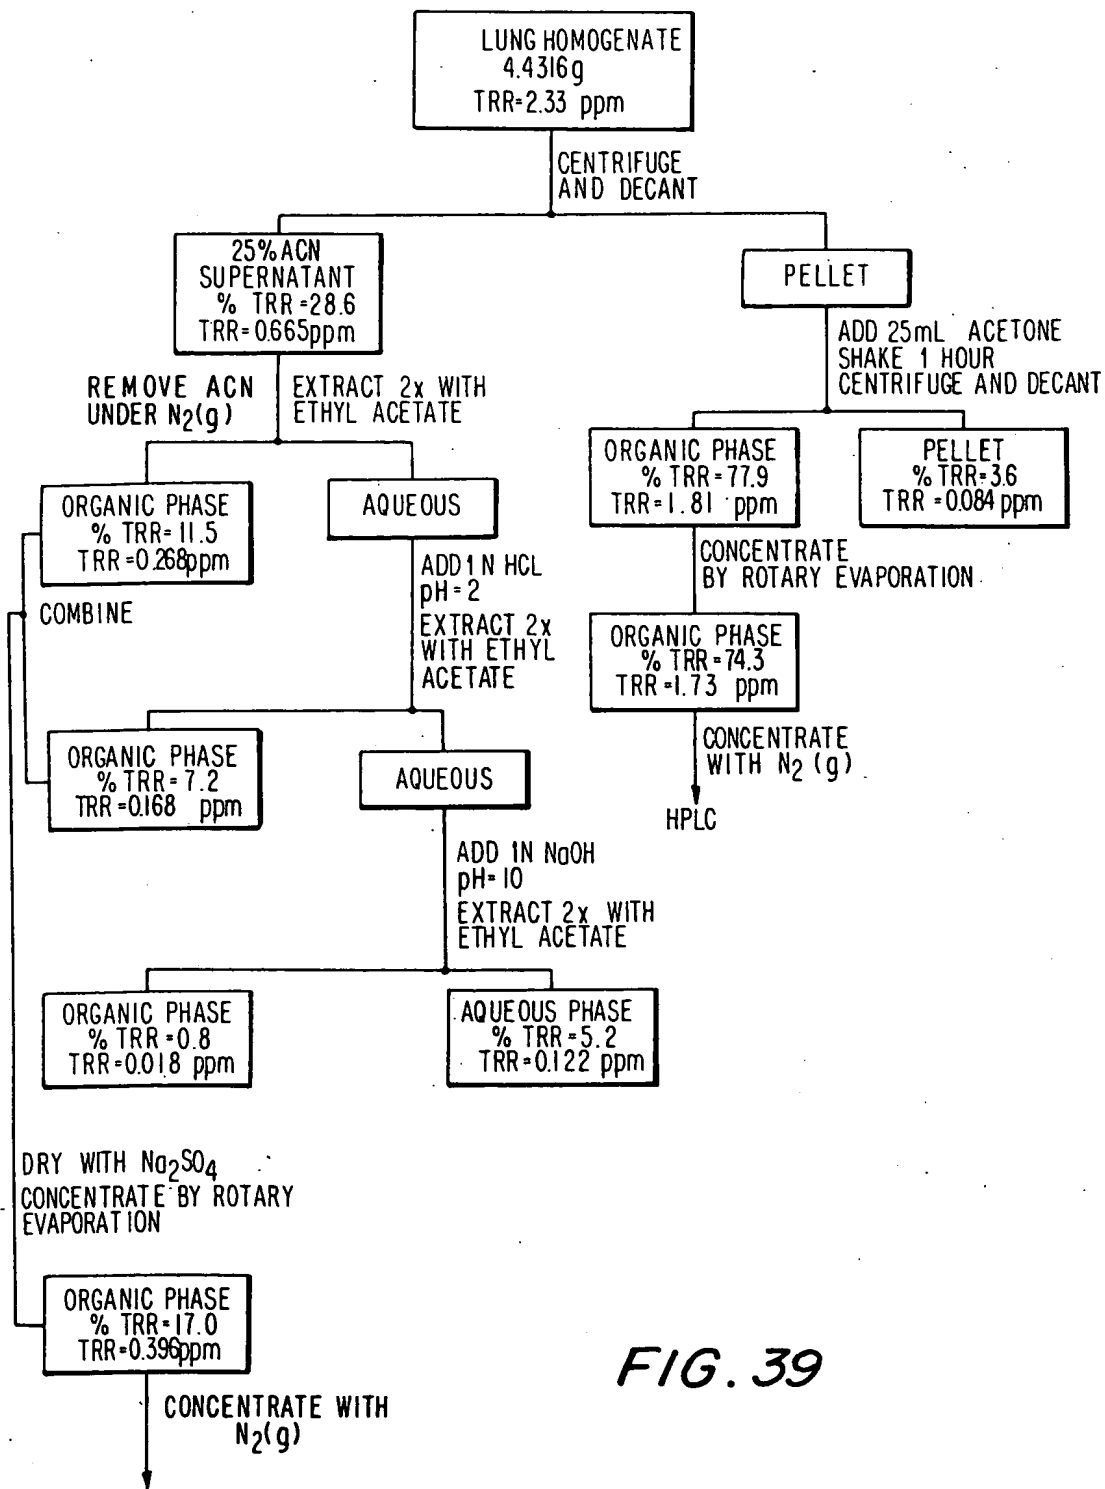 LUNG HOMOGENATE
4.4316g
TRR=2.33 ppm
CENTRIFUGE
AND DECANT
25% ACN
SUPERNATANT
% TRR=28.6
TRR=0.665ppm
PELLET
ADD 25mL ACETONE
SHAKE 1 HOUR
CENTRIFUGE AND DECANT
REMOVE ACN
UNDER N2(g)
EXTRACT 2x WITH
ETHYL ACETATE
ORGANIC PHASE
% TRR=77.9
TRR=1.81 ppm
PELLET
% TRR=3.6
TRR=0.084 ppm
ORGANIC PHASE
% TRR=11.5
TRR=0.268ppm
AQUEOUS
CONCENTRATE
BY ROTARY EVAPORATION
COMBINE
ADD 1 N HCL
pH=2
EXTRACT 2x
WITH ETHYL
ACETATE
ORGANIC PHASE
% TRR=74.3
TRR=1.73 ppm
CONCENTRATE
WITH N2 (g)
HPLC
ORGANIC PHASE
% TRR=7.2
TRR=0.168 ppm
AQUEOUS
ADD 1N NaOH
pH=10
EXTRACT 2x WITH
ETHYL ACETATE
ORGANIC PHASE
% TRR=0.8
TRR=0.018 ppm
AQUEOUS PHASE
% TRR=5.2
TRR=0.122 ppm
DRY WITH Na2SO4
CONCENTRATE BY ROTARY
EVAPORATION
ORGANIC PHASE
% TRR=17.0
TRR=0.396ppm
CONCENTRATE WITH
N2(g)
FIG. 39